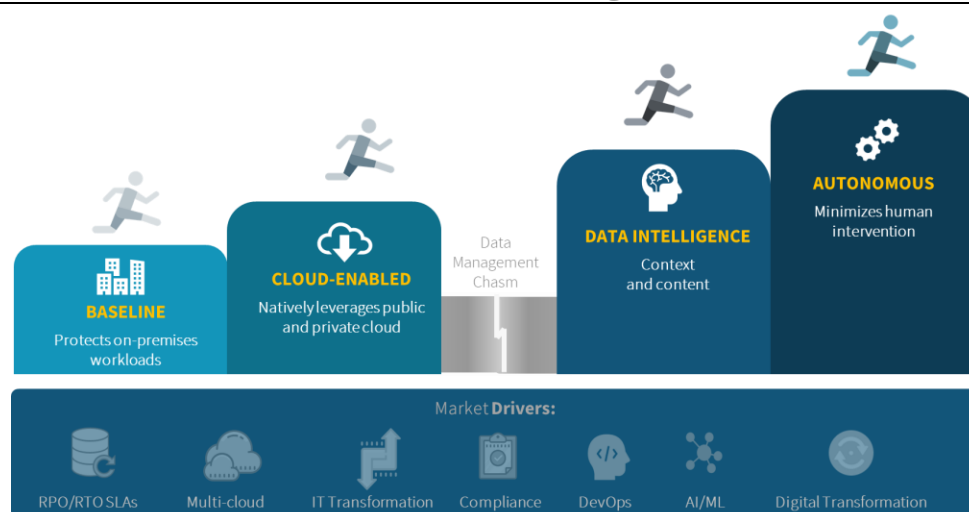 BASELINE
Protects on-premises
workloads
CLOUD-ENABLED
Natively leverages public
and private cloud
Data
Management
Chasm
DATA INTELLIGENCE
Context
and content
AUTONOMOUS
Minimizes human
intervention
Market Drivers:
RPO/RTO SLAs
Multi-cloud
IT Transformation
Compliance
DevOps
AI/ML
Digital Transformation